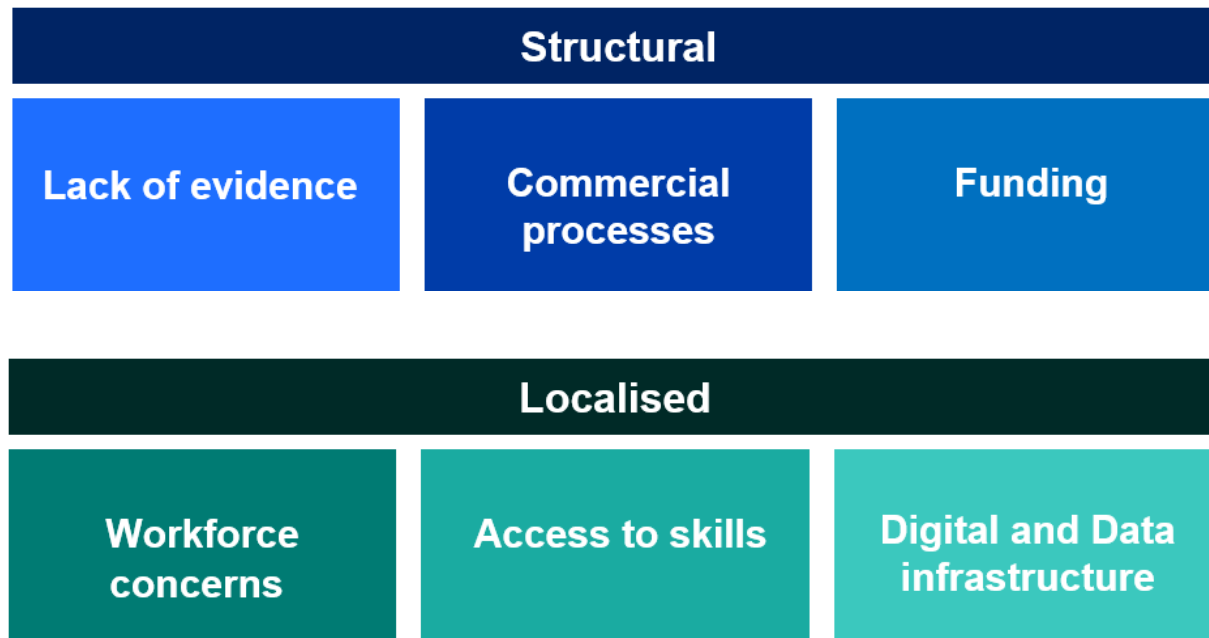 Structural
Lack of evidence
Commercial
processes
Funding
Localised
Workforce
concerns
Access to skills
Digital and Data
infrastructure